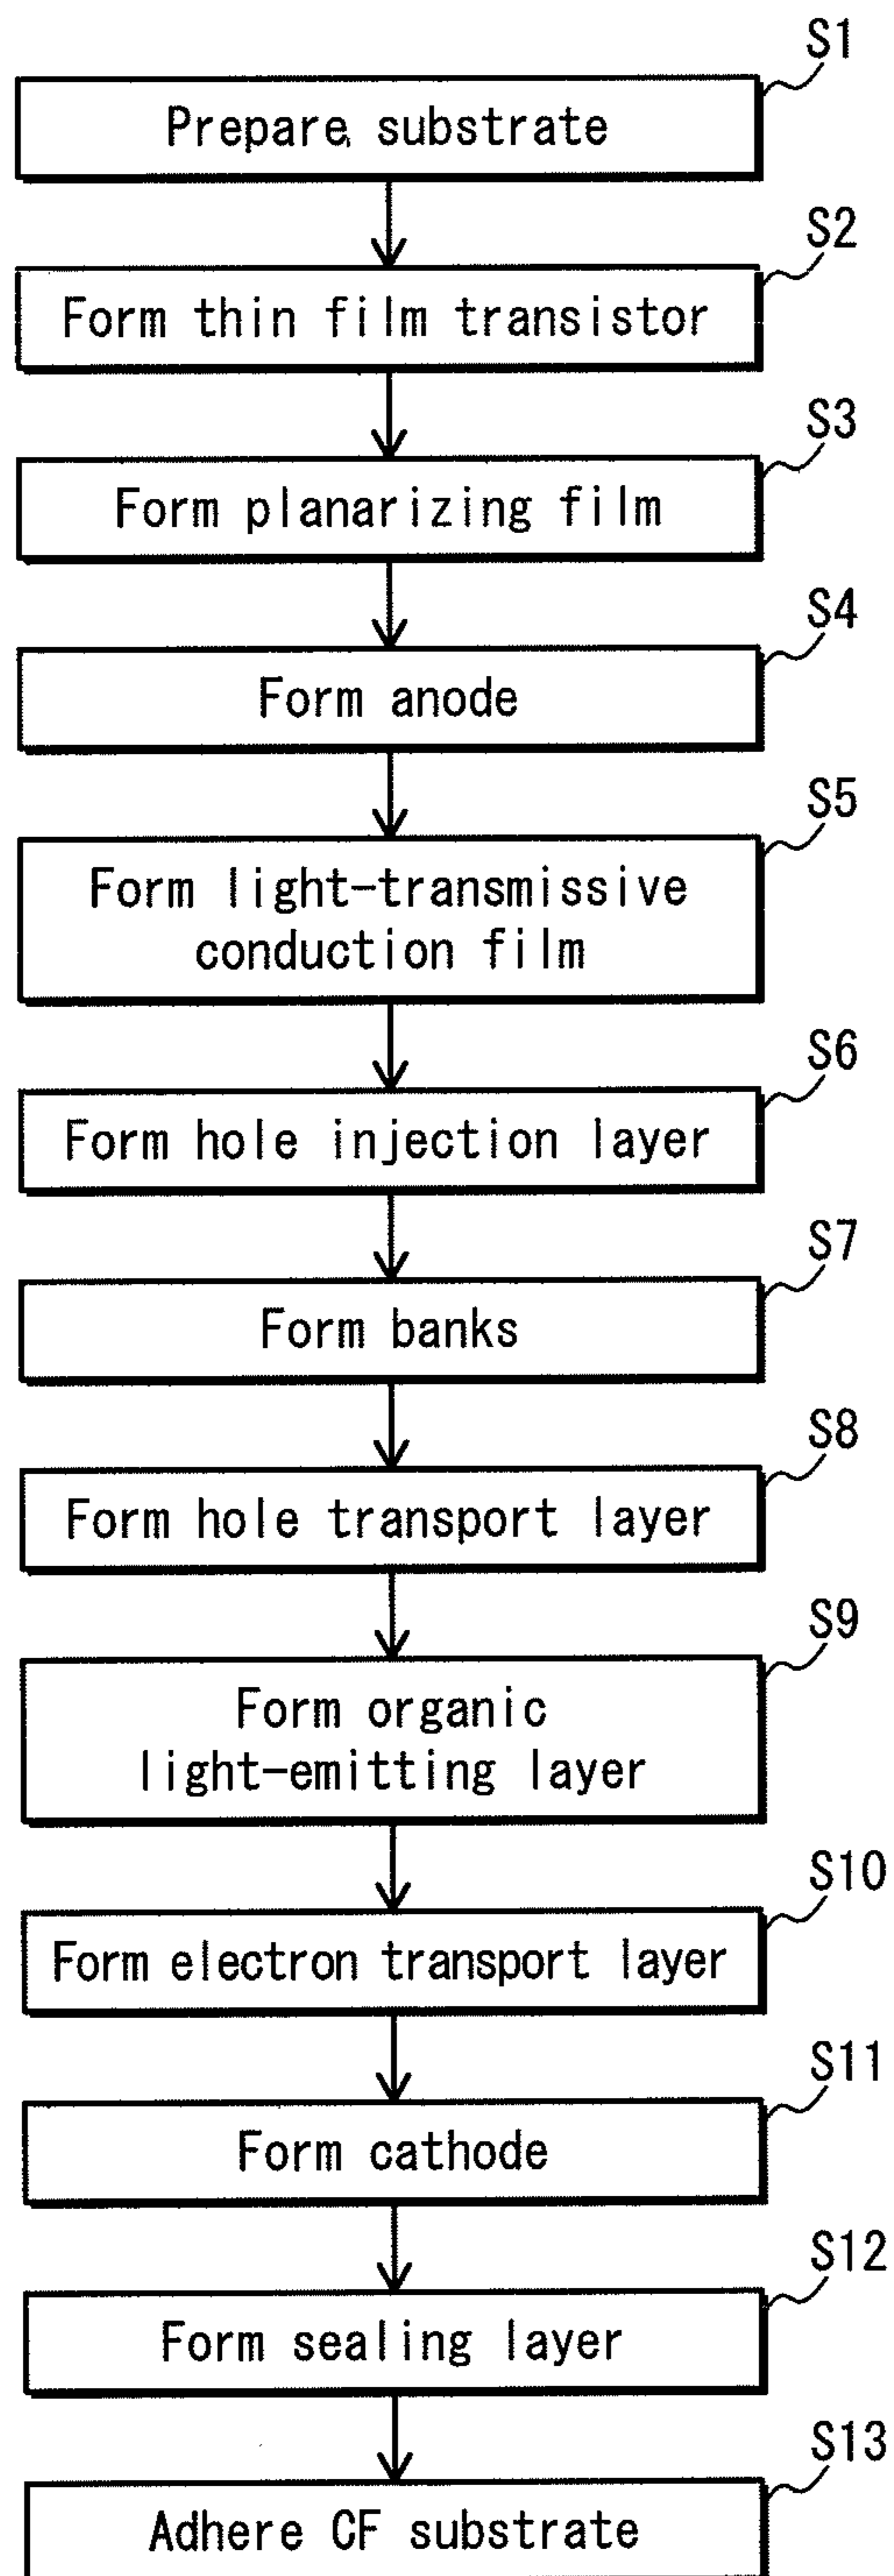 S1
Prepare substrate
S2
Form thin film transistor
S3
Form planarizing film
S4
Form anode
S5
Form light-transmissive
conduction film
S6
Form hole injection layer
S7
Form banks
S8
Form hole transport layer
S9
Form organic
light-emitting layer
S10
Form electron transport layer
S11
Form cathode
S12
Form sealing layer
S13
Adhere CF substrate